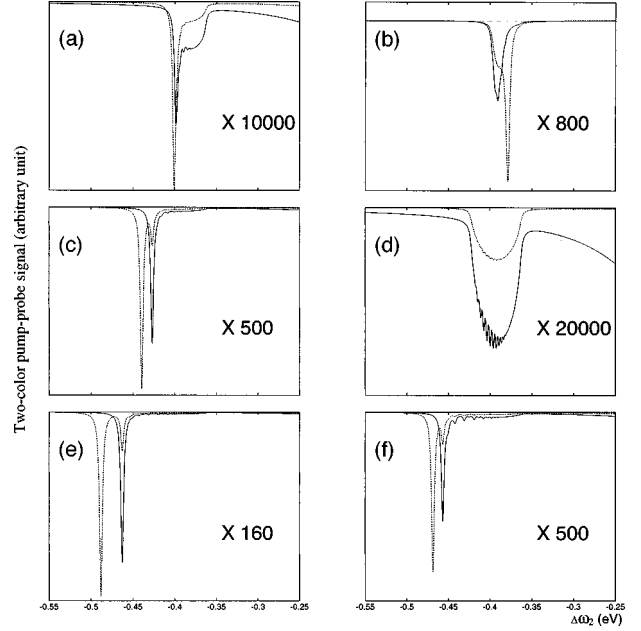 (a)
X 10000
(b)
X 800
Two-color pump-probe signal (arbitrary unit)
(c)
X 500
(d)
X 20000
(e)
X 160
(f)
X 500
-0.55 -0.5 -0.45 -0.4 -0.35 -0.3 -0.25
-0.55 -0.5 -0.45 -0.4 -0.35 -0.3 -0.25
Δω₂ (eV)